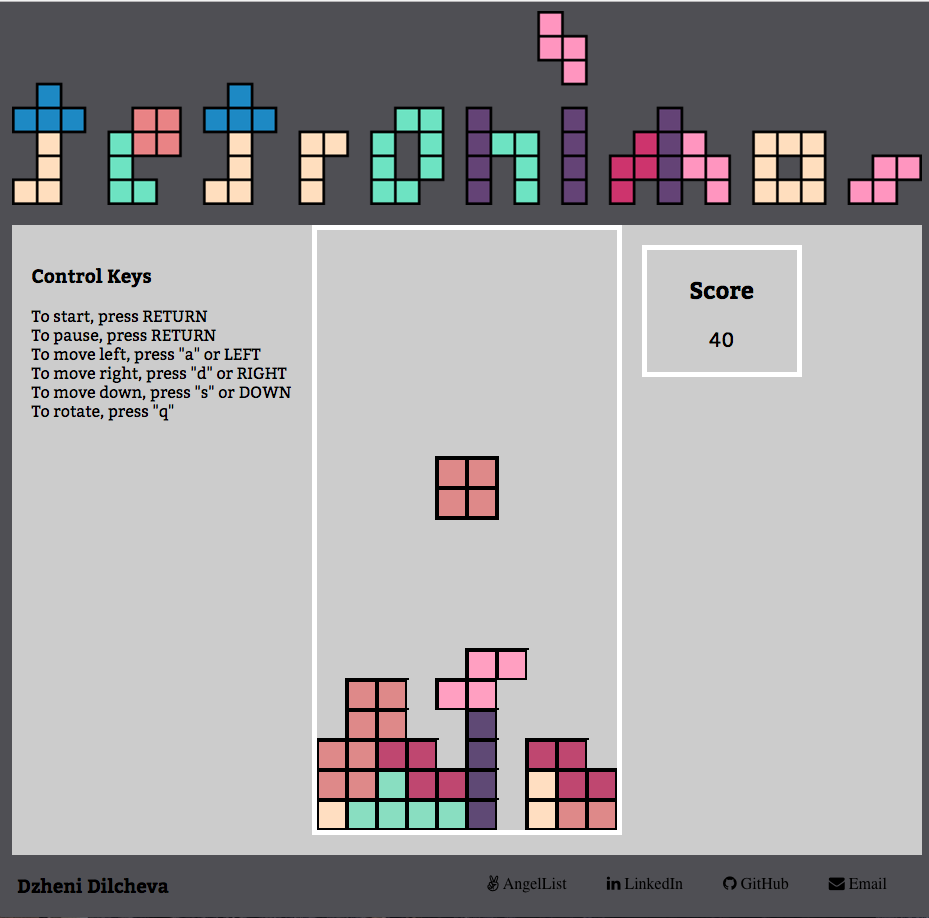 Tetronimos
Control Keys
To start, press RETURN
To pause, press RETURN
To move left, press "a" or LEFT
To move right, press "d" or RIGHT
To move down, press "s" or DOWN
To rotate, press "q"
Score
40
Dzheni Dilcheva
AngelList
LinkedIn
GitHub
Email